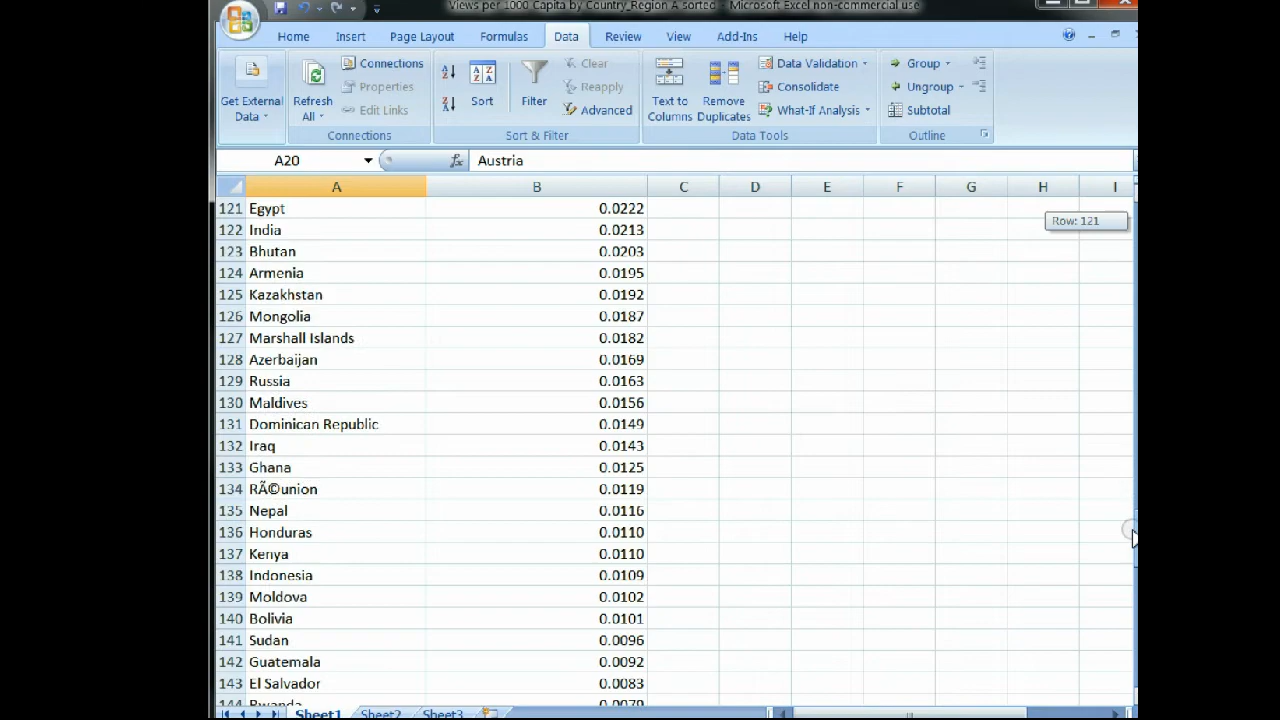 Views per 1000 Capita by Country_Region A sorted - Microsoft Excel non-commercial use
Home Insert Page Layout Formulas Data Review View Add-Ins Help
Get External Data
Refresh All
Connections
Properties
Edit Links
Connections
Sort
Filter
Clear
Reapply
Advanced
Sort & Filter
Text to Columns
Remove Duplicates
Data Validation
Consolidate
What-If Analysis
Data Tools
Group
Ungroup
Subtotal
Outline
A20 fx Austria
A B C D E F G H I
121 Egypt 0.0222
Row: 121
122 India 0.0213
123 Bhutan 0.0203
124 Armenia 0.0195
125 Kazakhstan 0.0192
126 Mongolia 0.0187
127 Marshall Islands 0.0182
128 Azerbaijan 0.0169
129 Russia 0.0163
130 Maldives 0.0156
131 Dominican Republic 0.0149
132 Iraq 0.0143
133 Ghana 0.0125
134 RÃ©union 0.0119
135 Nepal 0.0116
136 Honduras 0.0110
137 Kenya 0.0110
138 Indonesia 0.0109
139 Moldova 0.0102
140 Bolivia 0.0101
141 Sudan 0.0096
142 Guatemala 0.0092
143 El Salvador 0.0083
144 Rwanda 0.0079
Sheet1 Sheet2 Sheet3